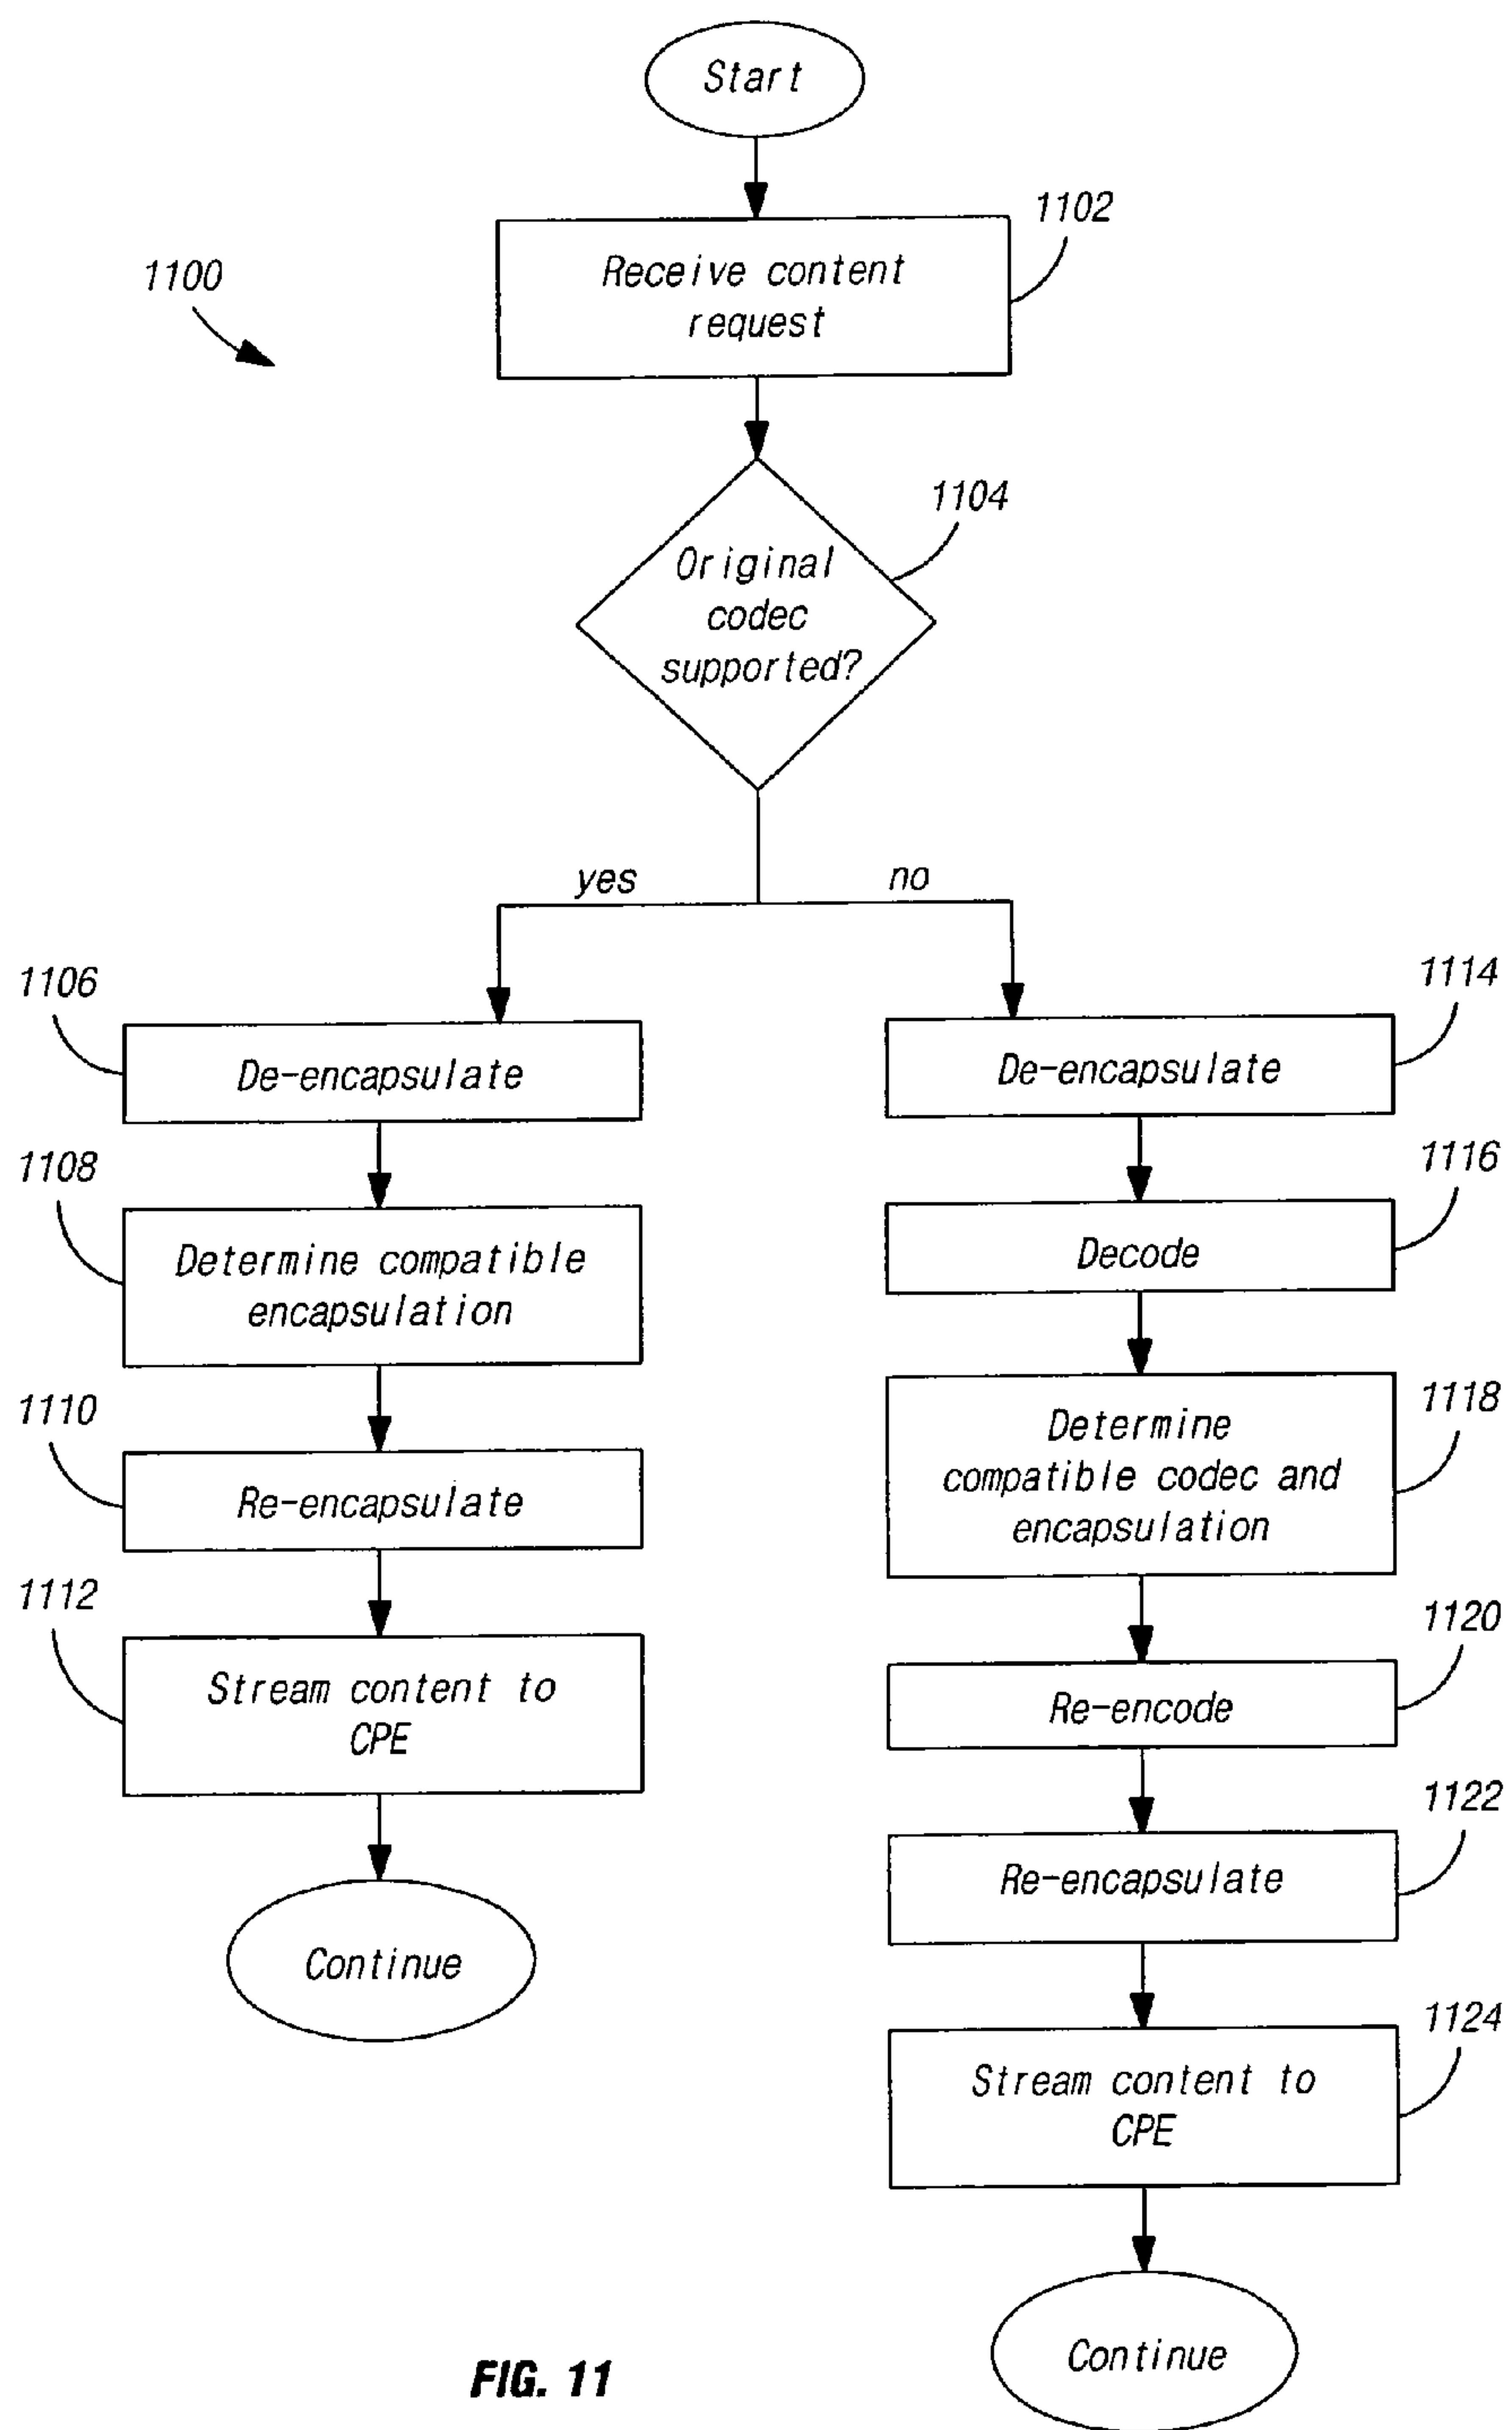 Start
1100
1102
Receive content
request
1104
Original
codec
supported?
yes
no
1106
De-encapsulate
1108
Determine compatible
encapsulation
1110
Re-encapsulate
1112
Stream content to
CPE
Continue
1114
De-encapsulate
1116
Decode
1118
Determine
compatible codec and
encapsulation
1120
Re-encode
1122
Re-encapsulate
1124
Stream content to
CPE
Continue
FIG. 11